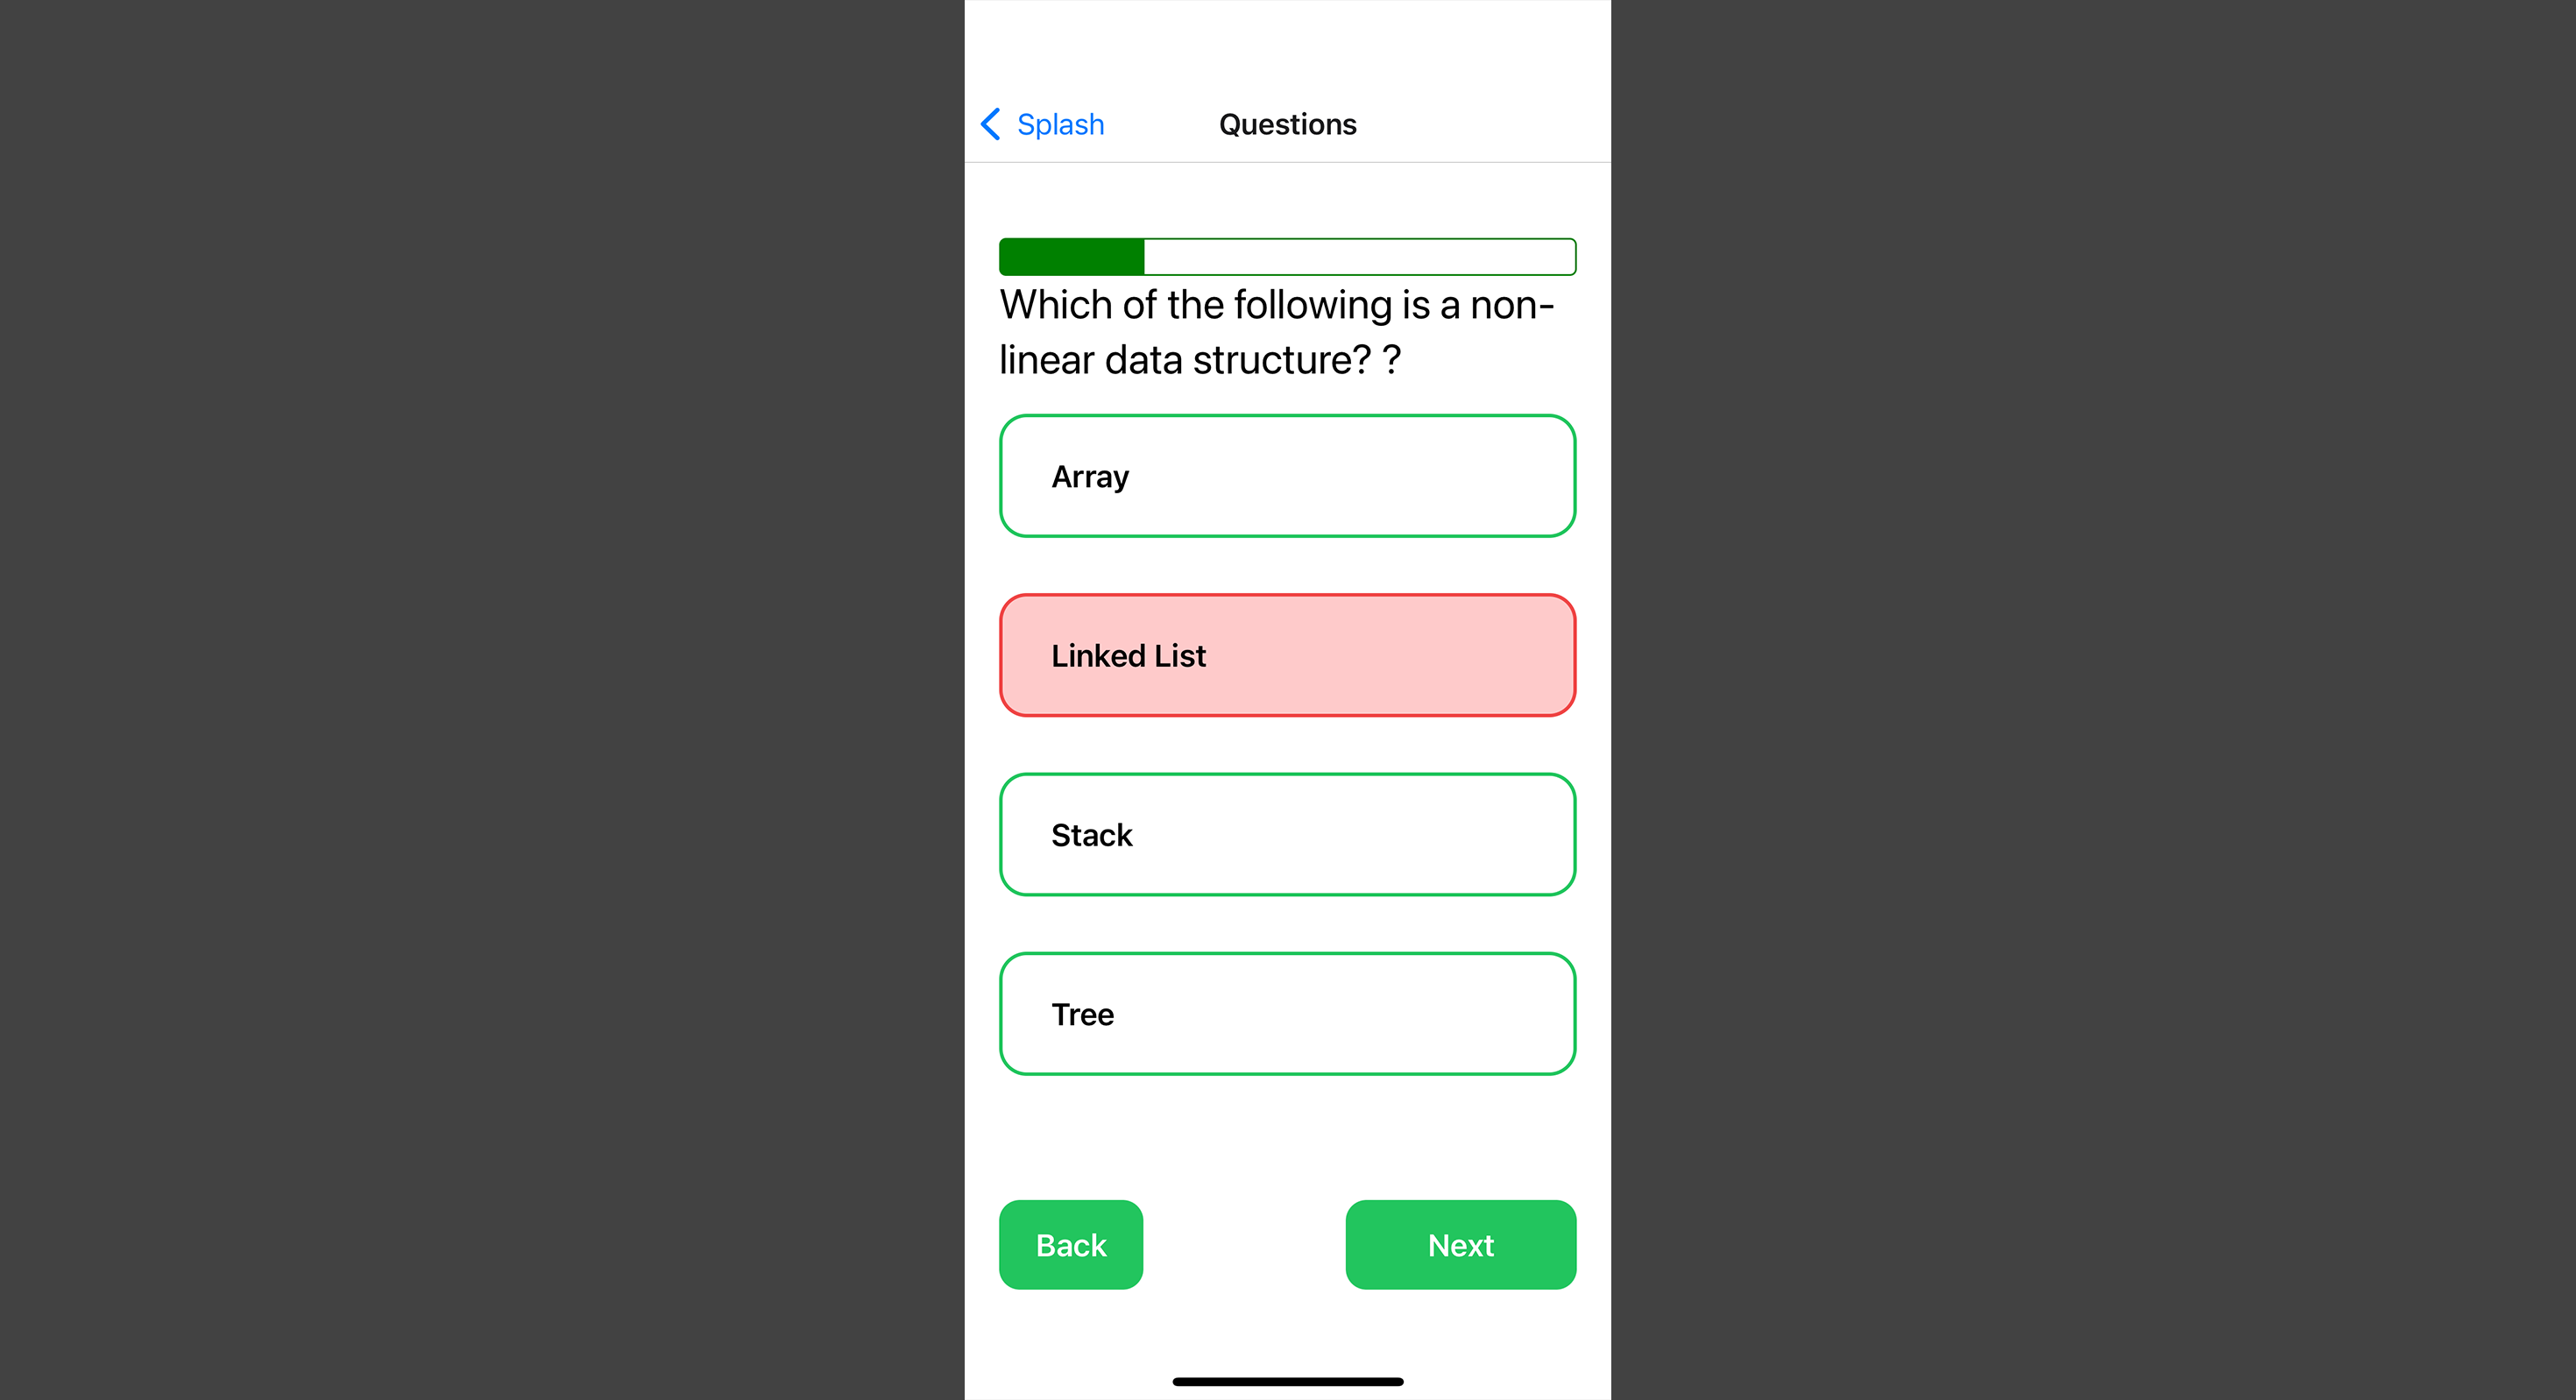 Splash
Questions
Which of the following is a non-
linear data structure? ?
Array
Linked List
Stack
Tree
Back
Next